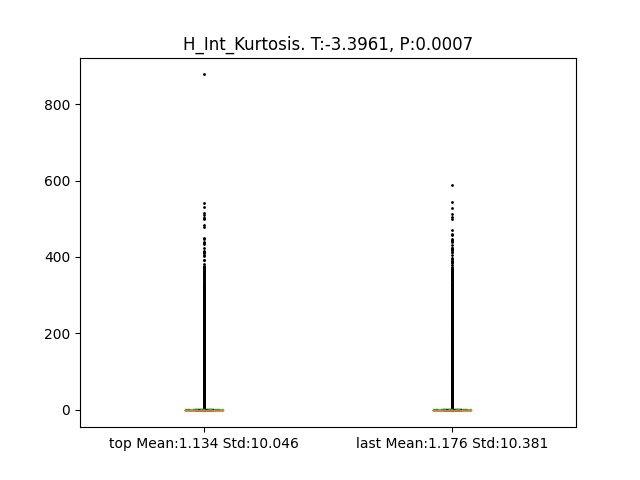 H_Int_Kurtosis. T:-3.3961, P:0.0007
800
600
400
200
0
top Mean:1.134 Std:10.046
last Mean:1.176 Std:10.381